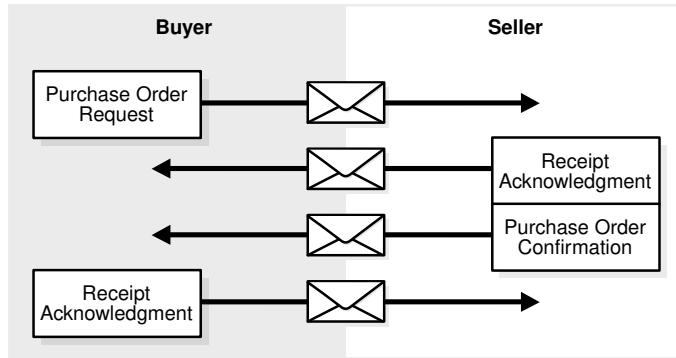 Buyer
Seller
Purchase Order
Request
Receipt
Acknowledgment
Purchase Order
Confirmation
Receipt
Acknowledgment